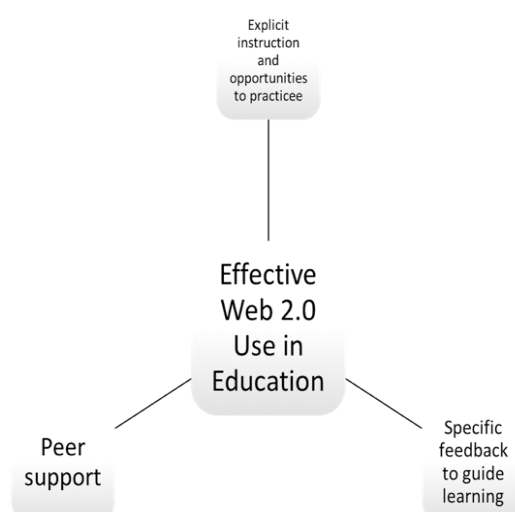 Explicit
instruction
and
opportunities
to practicee
Effective
Web 2.0
Use in
Education
Peer
support
Specific
feedback
to guide
learning